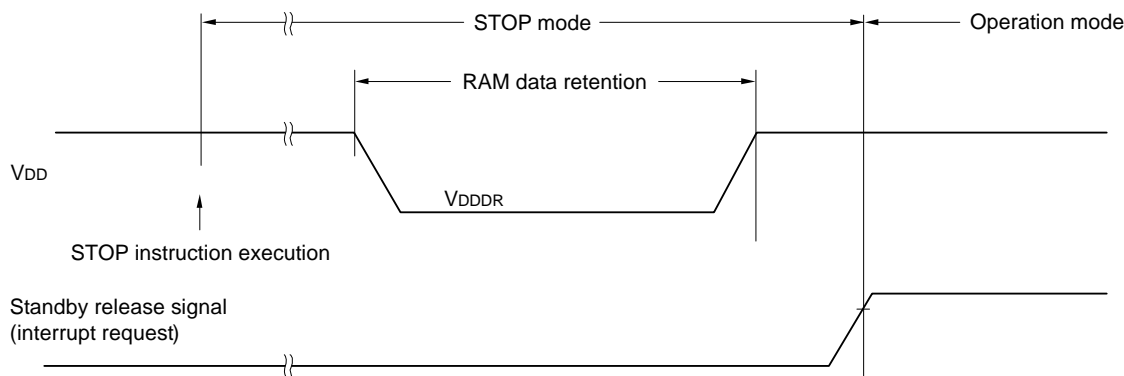 STOP mode
Operation mode
RAM data retention
VDD
VDDDR
STOP instruction execution
Standby release signal
(interrupt request)